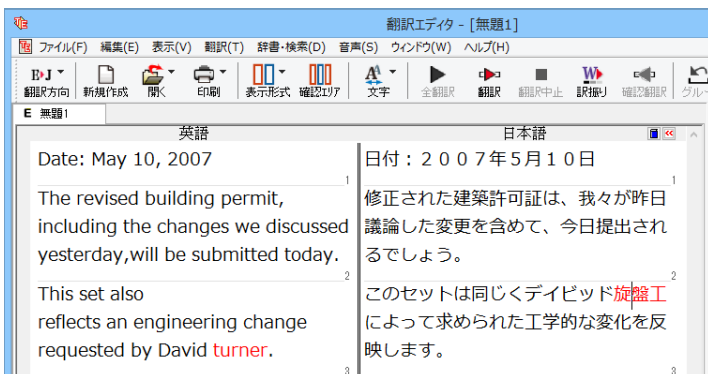 翻訳エディタ - [無題1]
ファイル(F) 編集(E) 表示(V) 翻訳(T) 辞書・検索(D) 音声(S) ウィンドウ(W) ヘルプ(H)
E›J
翻訳方向 新規作成 開く 印刷 表示形式 確認エリア 文字 全翻訳 翻訳 翻訳中止 訳振り 確認翻訳 グルー
E 無題1
英語 日本語
Date: May 10, 2007
1
日付：２００７年５月１０日
1
The revised building permit,
including the changes we discussed
yesterday,will be submitted today.
2
修正された建築許可証は、我々が昨日
議論した変更を含めて、今日提出され
るでしょう。
2
This set also
reflects an engineering change
requested by David turner.
3
このセットは同じくデイビッド旋盤工
によって求められた工学的な変化を反
映します。
3